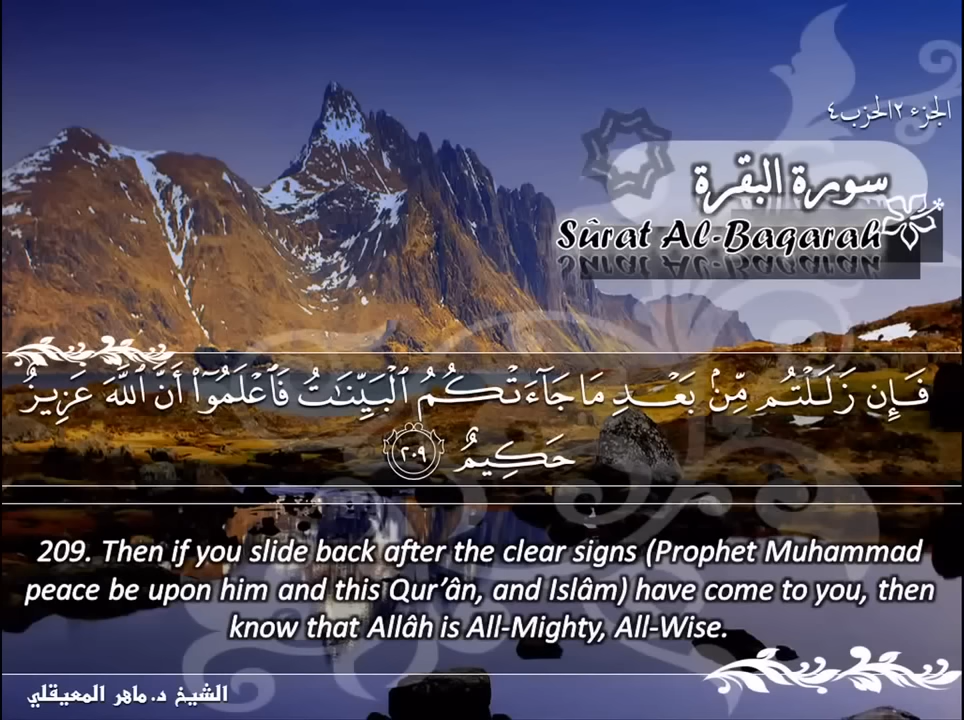 الجزء ٢ الحزب ٤
سورة البقرة
Sûrat Al-Baqarah
فَإِن زَلَلْتُم مِّنۢ بَعْدِ مَا جَآءَتْكُمُ ٱلْبَيِّنَـٰتُ فَٱعْلَمُوٓا۟ أَنَّ ٱللَّهَ عَزِيزٌ
حَكِيمٌ ٢٠٩
209. Then if you slide back after the clear signs (Prophet Muhammad
peace be upon him and this Qur’ân, and Islâm) have come to you, then
know that Allâh is All-Mighty, All-Wise.
الشيخ د. ماهر المعيقلي